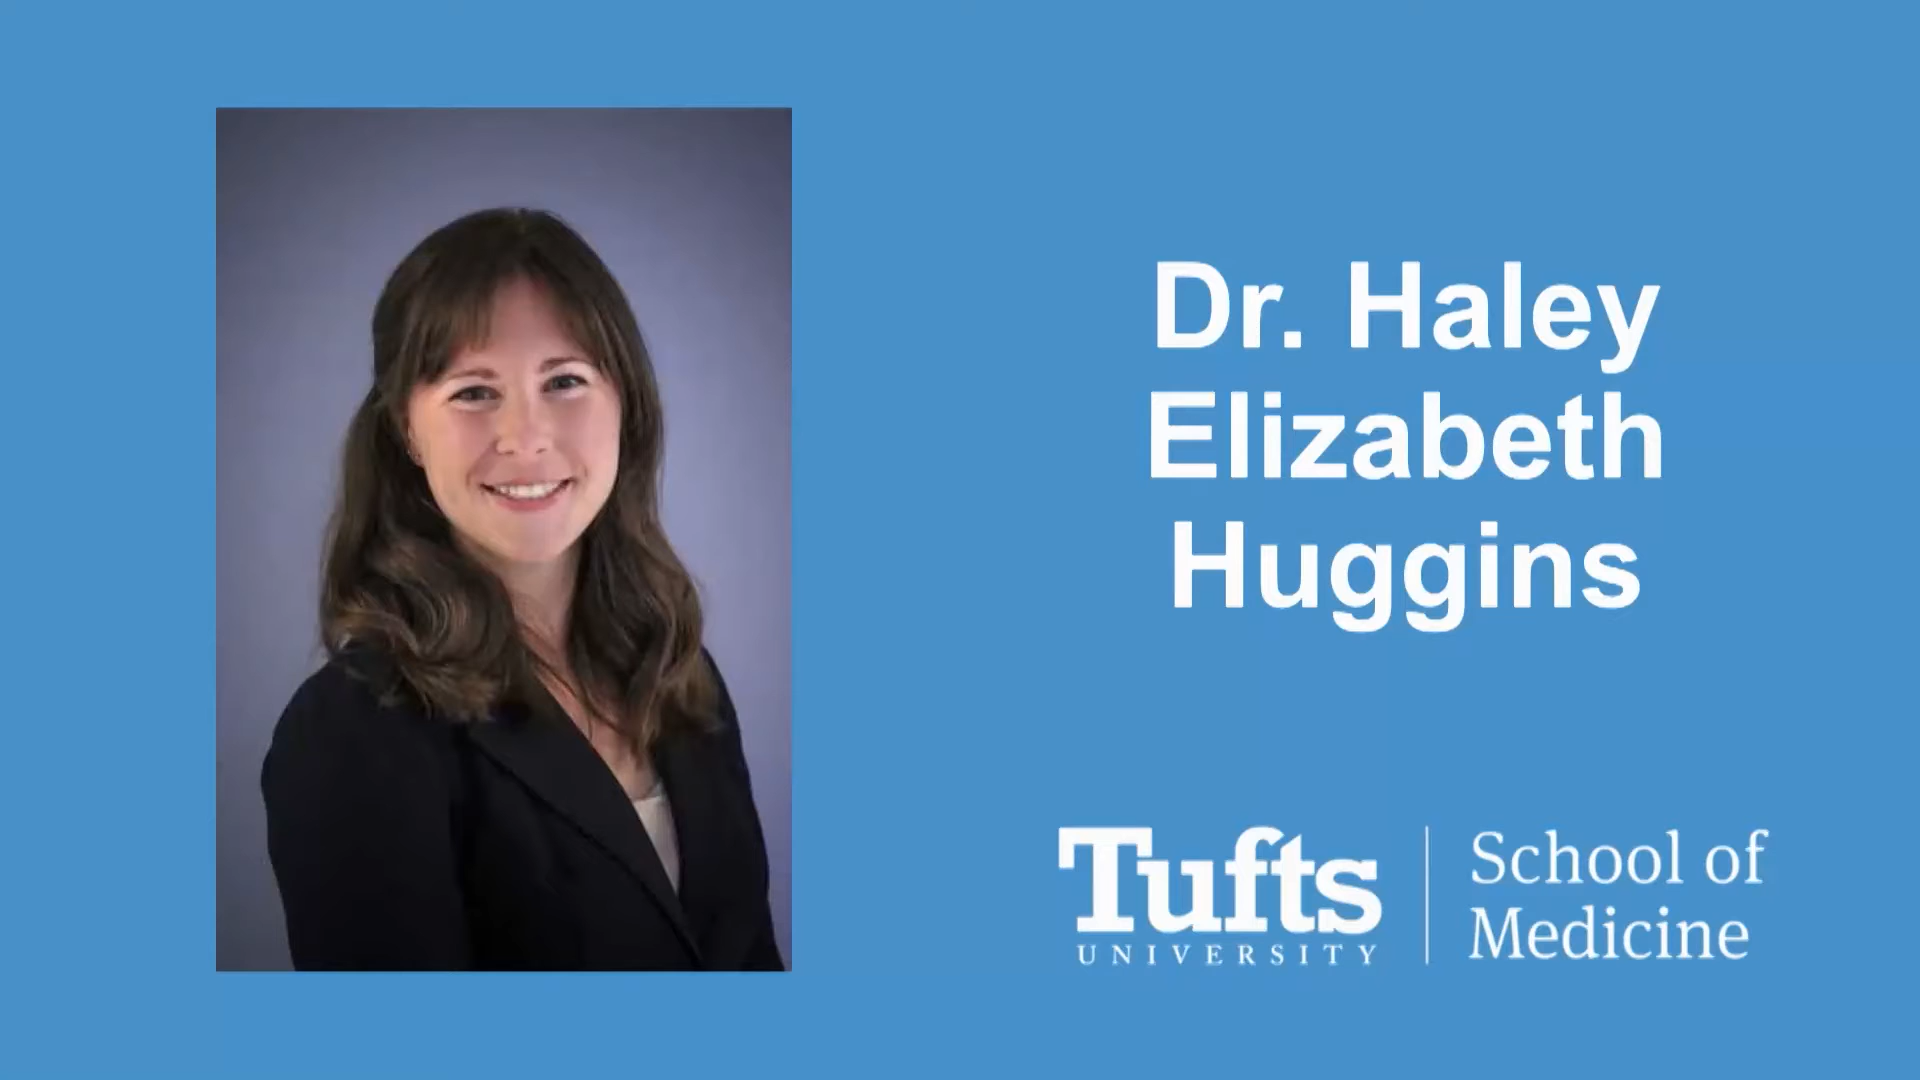 Dr. Haley
Elizabeth
Huggins
Tufts
UNIVERSITY
School of
Medicine